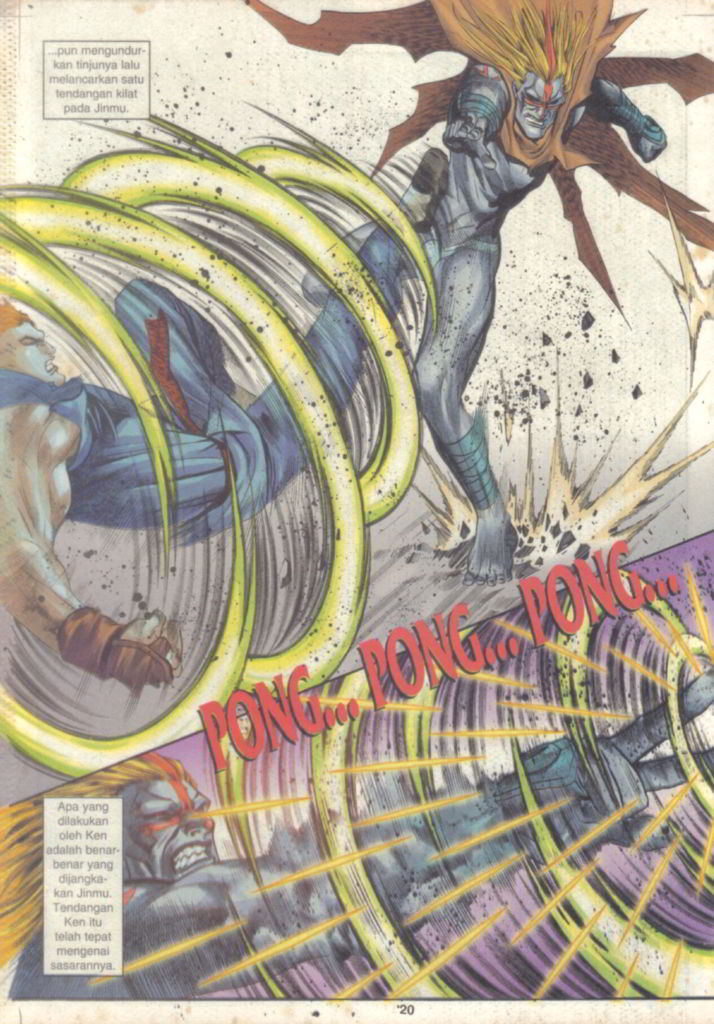 ...pun mengundur-
kan tinjunya lalu
melancarkan satu
tendangan kilat
pada Jinmu.
PONG... PONG... PONG...
Apa yang
dilakukan
oleh Ken
adalah benar-
benar yang
dijangka-
kan Jinmu.
Tendangan
Ken itu
telah tepat
mengenai
sasarannya.
20